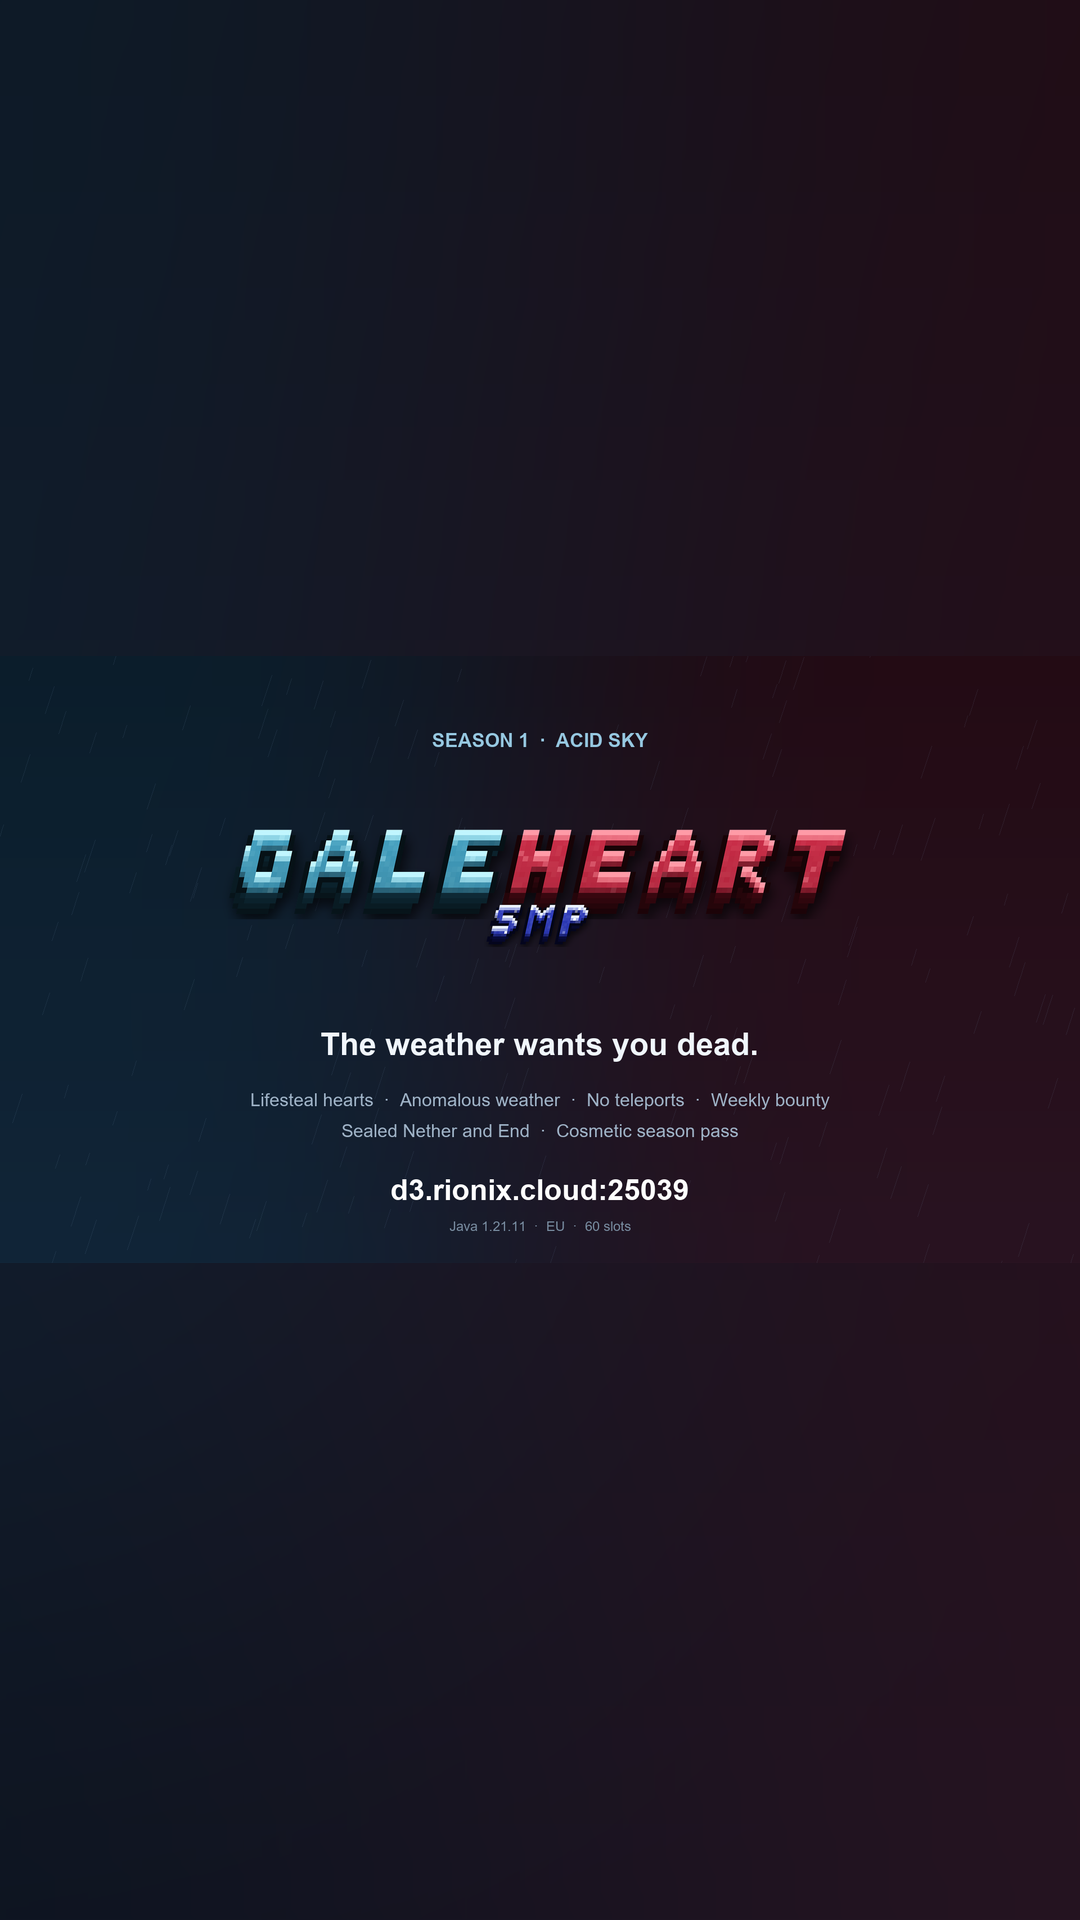 SEASON 1 · ACID SKY
GALEHEART
SMP
The weather wants you dead.
Lifesteal hearts · Anomalous weather · No teleports · Weekly bounty
Sealed Nether and End · Cosmetic season pass
d3.rionix.cloud:25039
Java 1.21.11 · EU · 60 slots